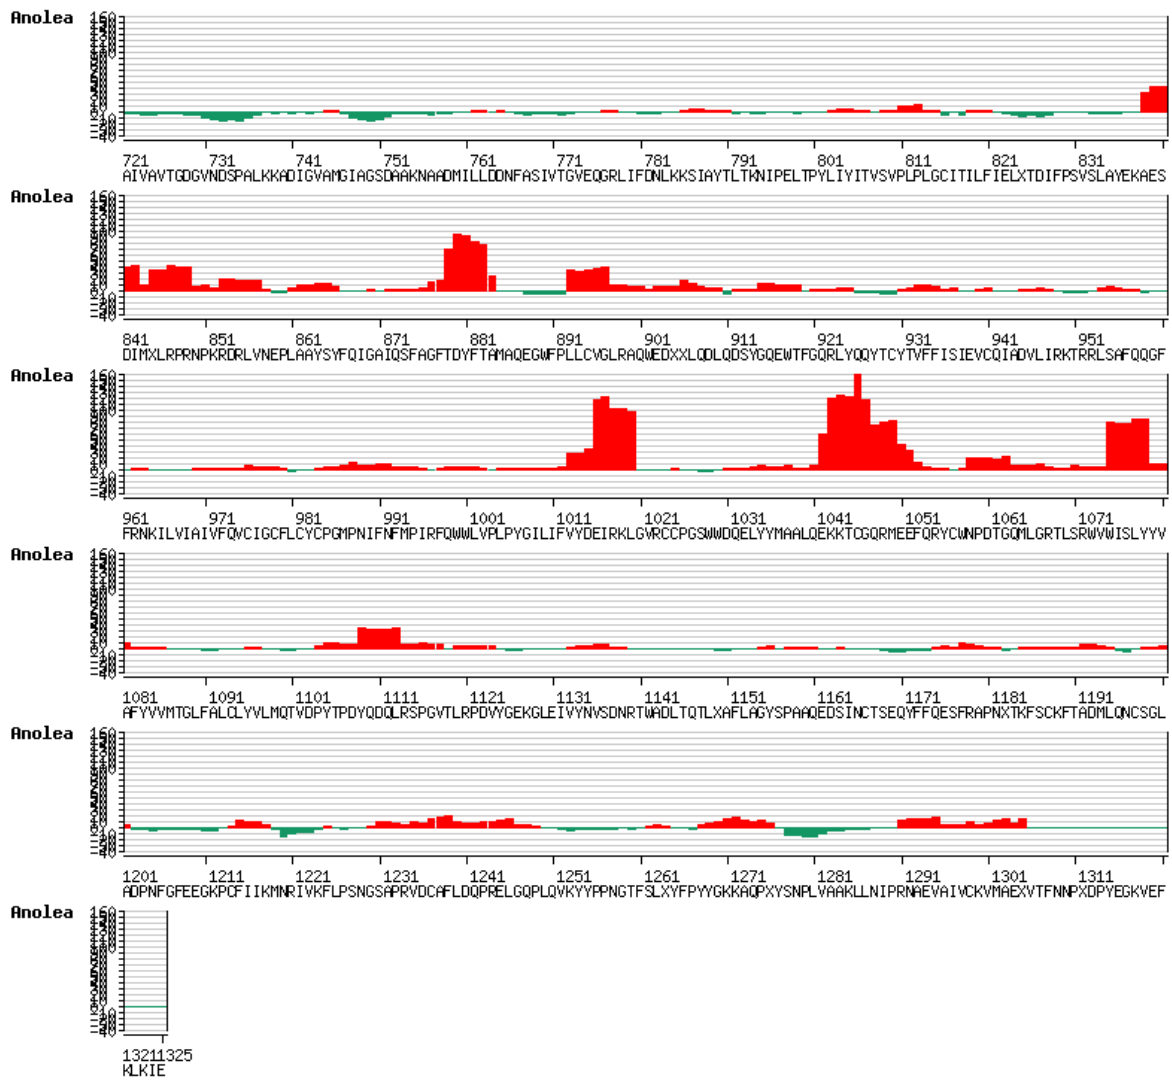 Anolea
721 731 741 751 761 771 781 791 801 811 821 831
AIVAVTGDGVNDSPALKKADIGVAMGIAGSDAAKNAADMILLDDNFASIVTGVEQGRLIFDNLKKSIAYTLTKNIPELTPYLIYITVSVPLPLGCITILFIELXTDIFPSVSLAYEKAES
Anolea
841 851 861 871 881 891 901 911 921 931 941 951
DIMXLRPRNPKRDRLVNEPLAAYSYFQIGAIQSFAGFTDYFTAMAQEGWFPLLCVGLRAQWEDXXLQDLQDSYGQEWTFGQRLYQQYTCYTVFFISIEVCQIADVLIRKTRRLSAFQQGF
Anolea
961 971 981 991 1001 1011 1021 1031 1041 1051 1061 1071
FRNKILVIAIVFQVCIGCFLCYCPGMPNIFNFMPIRFQWWLVPLPYGILIFVYDEIRKLGVRCCPGSWWDQELYYMAALQEKKTCGQRMEEFQRYCWNPDTGQMLGRTLSRWVWISLYYV
Anolea
1081 1091 1101 1111 1121 1131 1141 1151 1161 1171 1181 1191
AFYVVMTGLFALCLYVLMQTVDPYTPDYQDQLRSPGVTLRPDVYGEKGLEIVYNVSDNRTWADLTQTLXAFLAGYSPAAQEDSINCTSEQYFFQESFRAPNXTKFSCKFTADMLQNCSGL
Anolea
1201 1211 1221 1231 1241 1251 1261 1271 1281 1291 1301 1311
ADPNFGFEEGKPCFIIKMNRIVKFLPSNGSAPRVDCAFLDQPRELGQPLQVKYYPPNGTFSLXYFPYYGKKAQPXYSNPLVAAKLLNIPRNAEVAIVCKVMAEXVTFNNPXDPYEGKVEF
Anolea
1321 1325
KLKIE